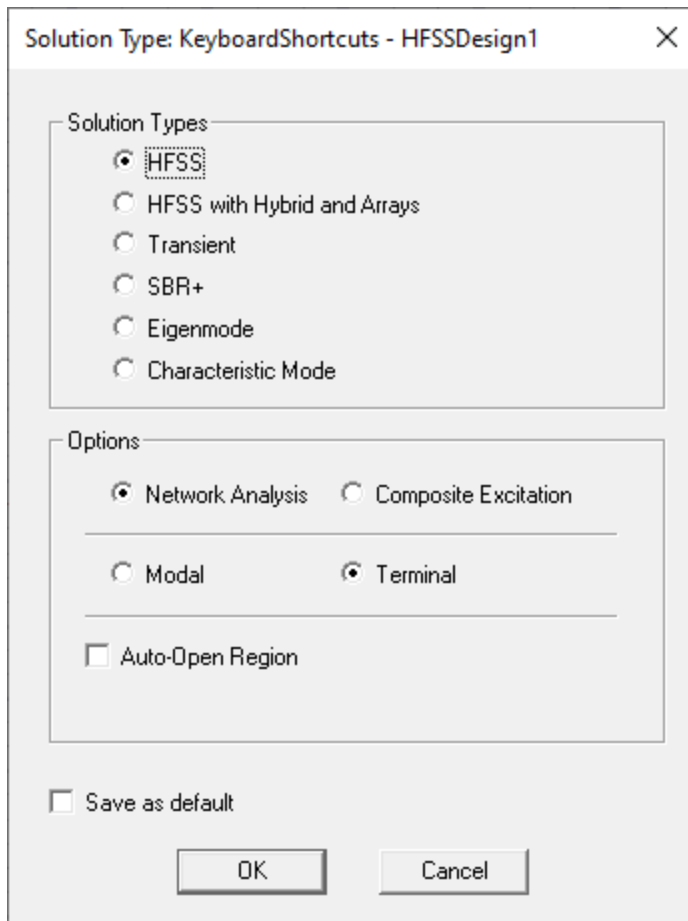 Solution Type: KeyboardShortcuts - HFSSDesign1
Solution Types
HFSS
HFSS with Hybrid and Arrays
Transient
SBR+
Eigenmode
Characteristic Mode
Options
Network Analysis Composite Excitation
Modal Terminal
Auto-Open Region
Save as default
OK Cancel